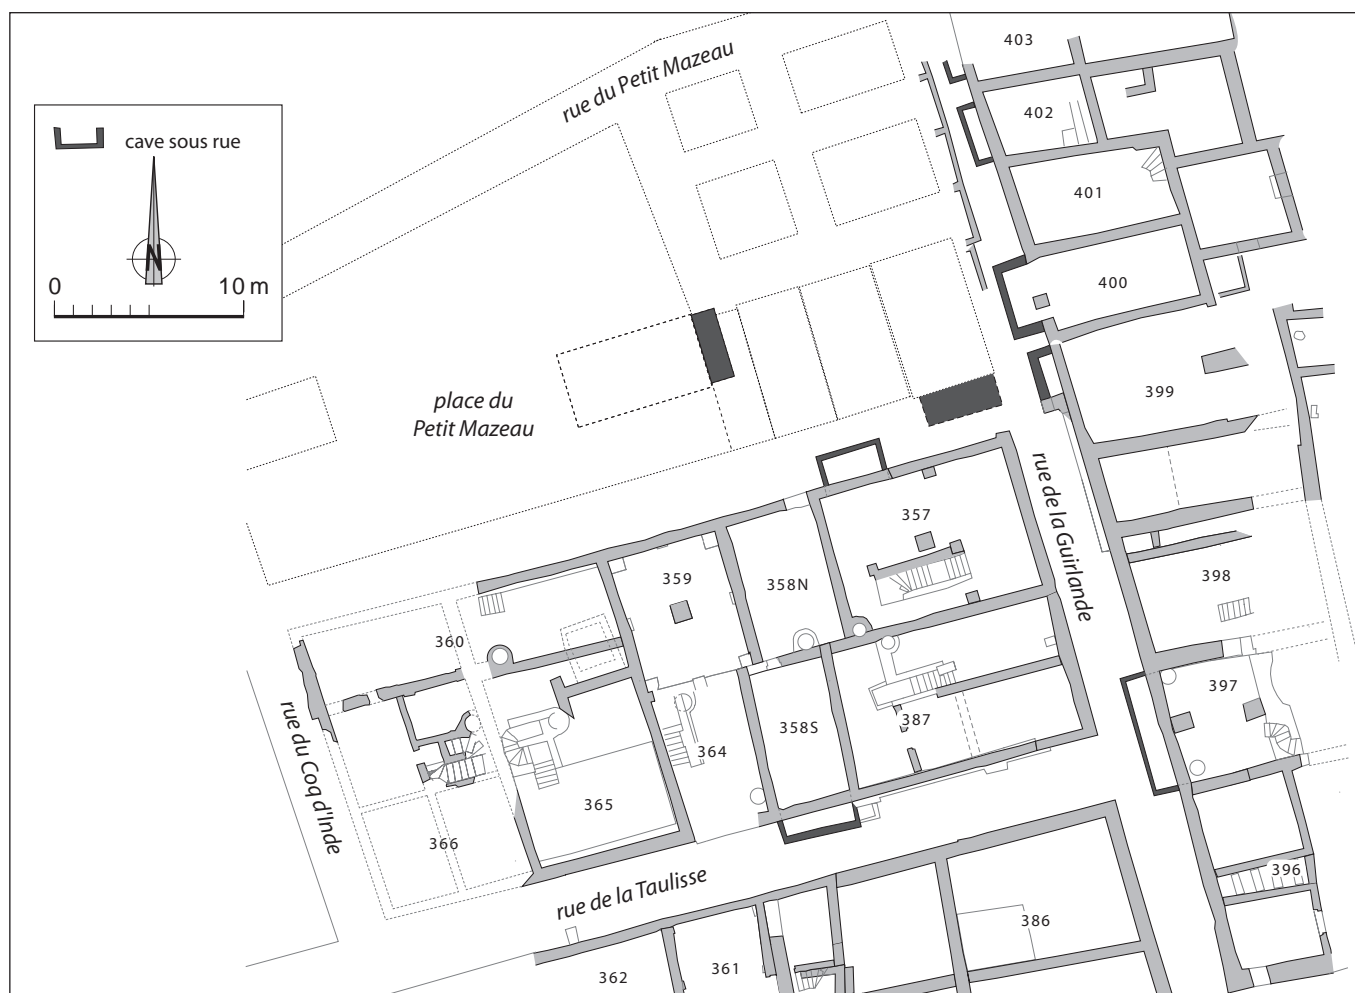 403
rue du Petit Mazeau
402
cave sous rue
401
N
0 10 m
400
399
place du
Petit Mazeau
rue de la Guirlande
357
359
358N
398
360
397
rue du Coq d'Inde
387
358S
364
365
366
396
rue de la Taulisse
386
361
362